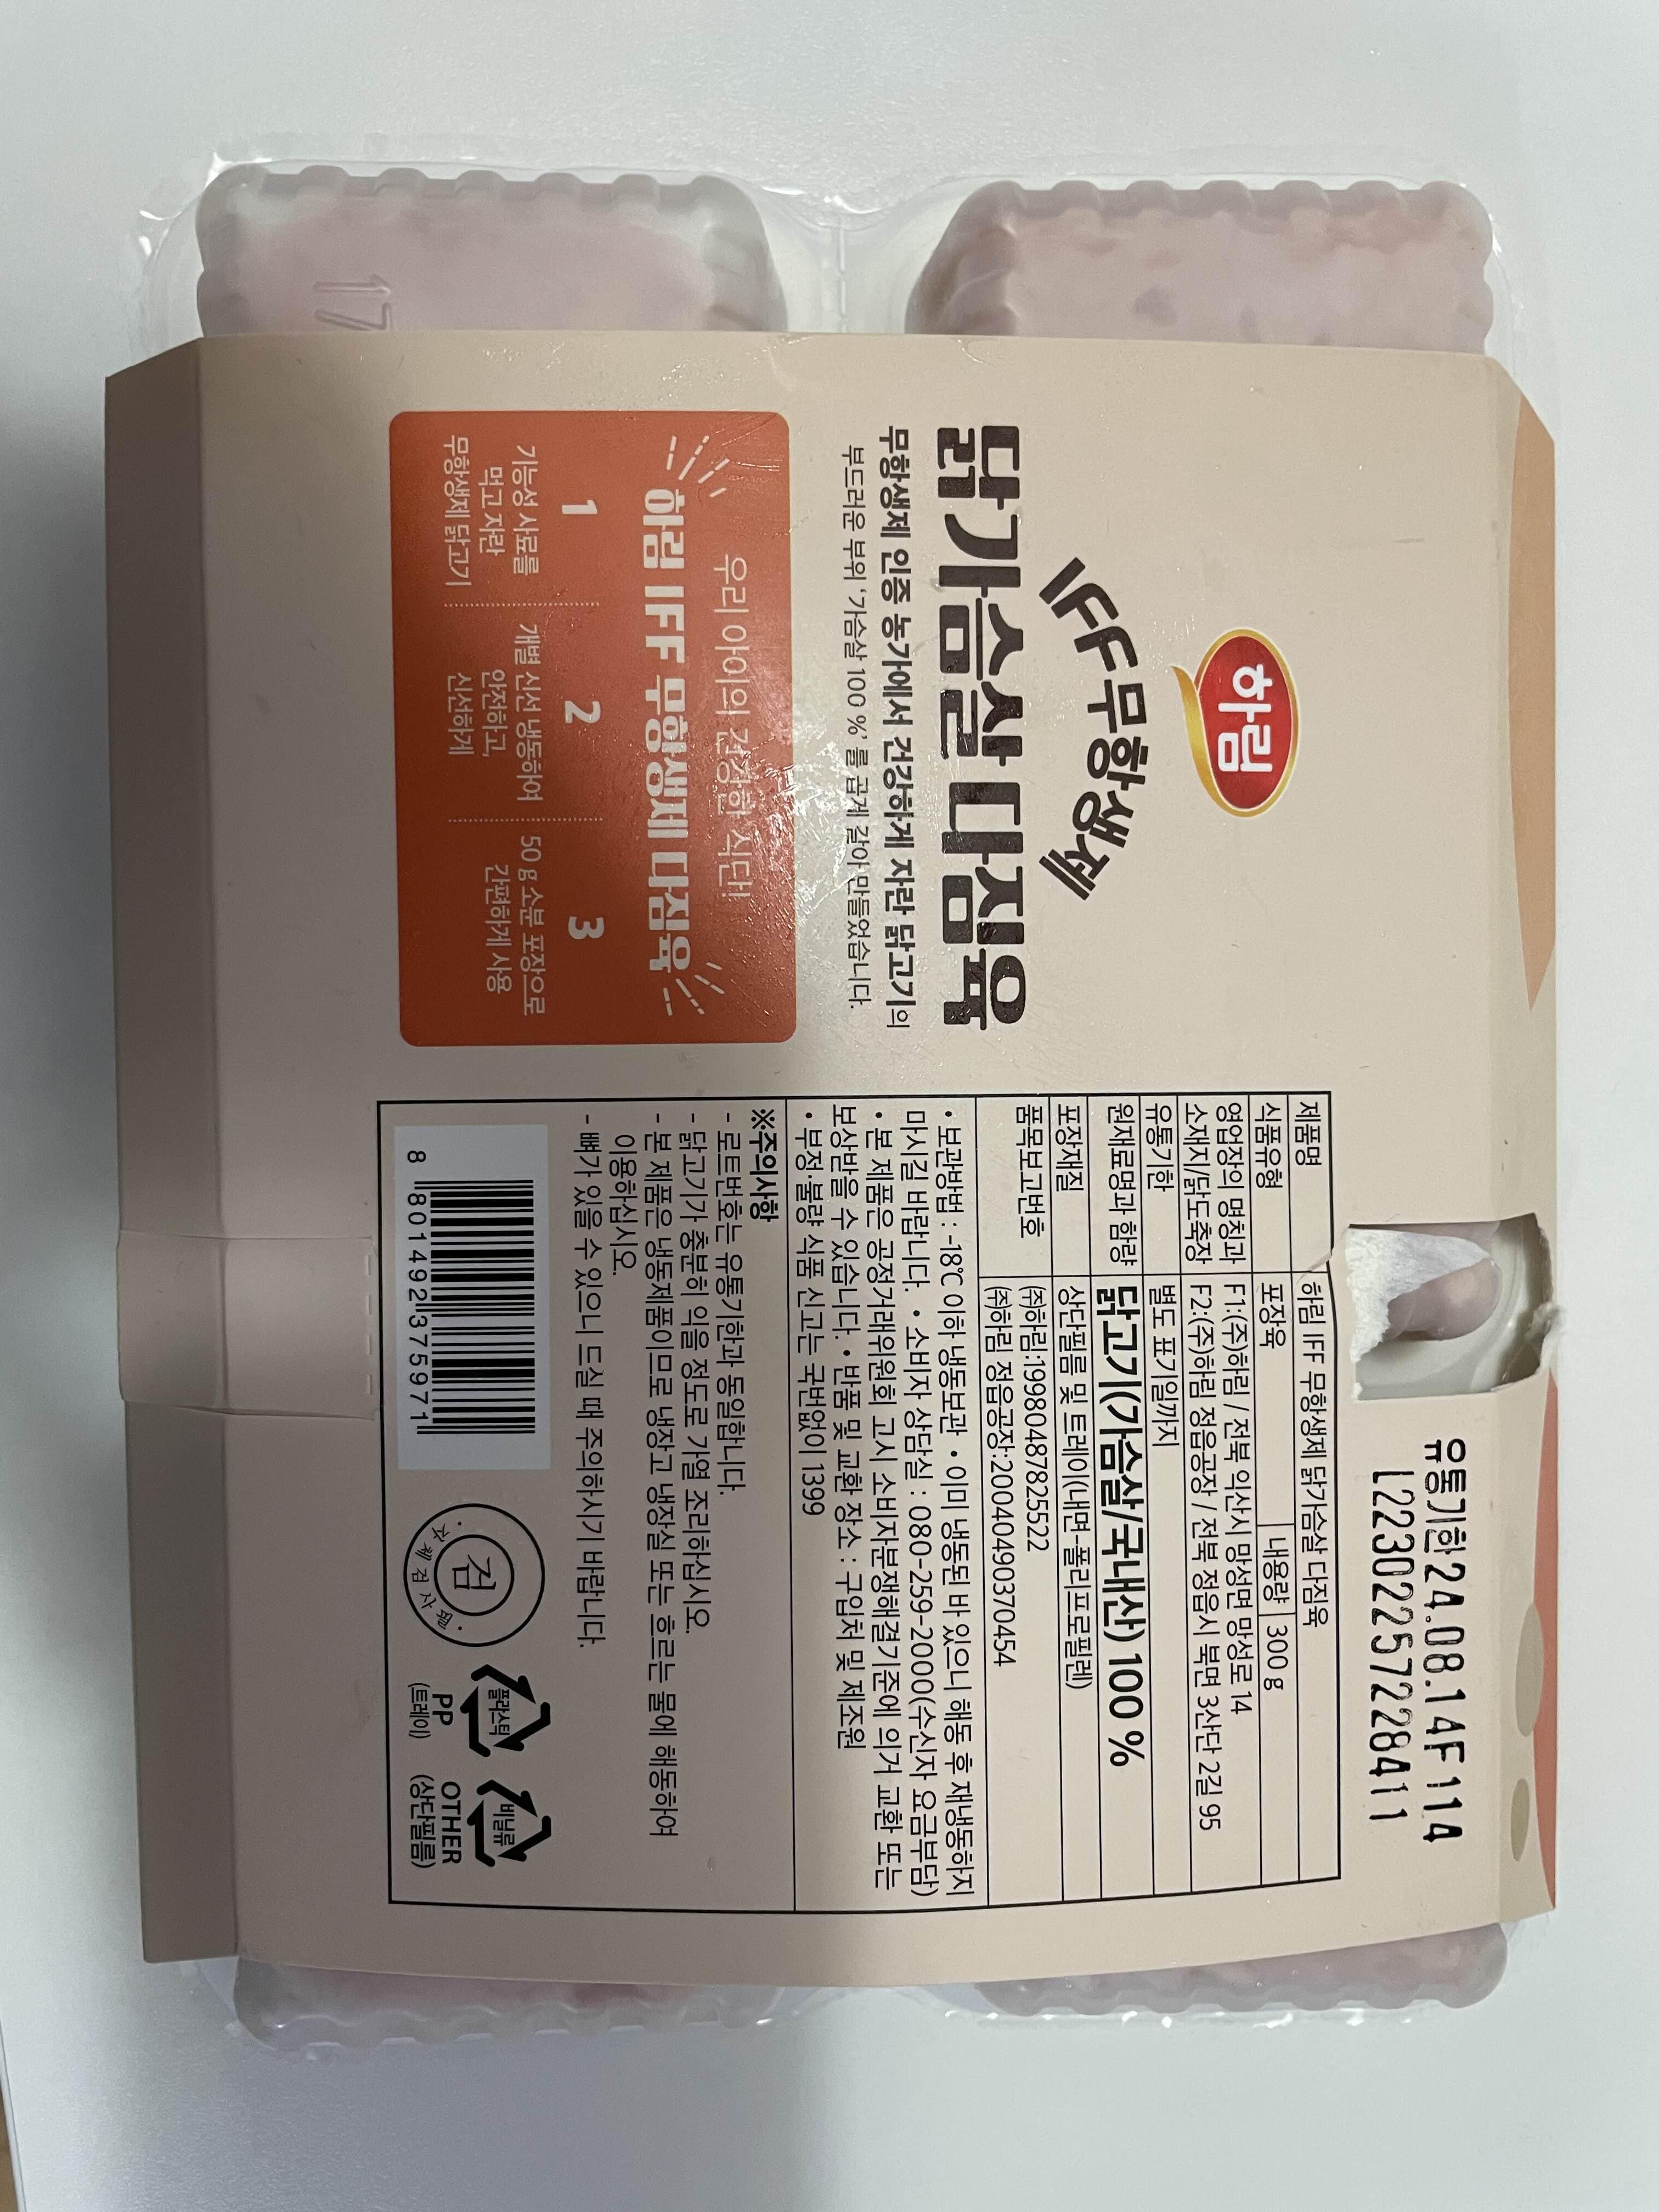 하림
IFF 무항생제
닭가슴살 다짐육
무항생제 인증 농가에서 건강하게 자란 닭고기의
부드러운 부위 ‘가슴살 100 %’를 곱게 갈아 만들었습니다.
우리 아이의 건강한 식단!
하림 IFF 무항생제 다짐육
1
기능성 사료를
먹고 자란
무항생제 닭고기
2
개별 신선 냉동하여
안전하고,
신선하게
3
50 g 소분 포장으로
간편하게 사용
유통기한24.08.14F114
L22302257228411
제품명 하림 IFF 무항생제 닭가슴살 다짐육
식품유형 포장육 내용량 300 g
영업장의 명칭과 F1:(주)하림 / 전북 익산시 망성면 망성로 14
소재지/닭도축장 F2:(주)하림 정읍공장 / 전북 정읍시 북면 3산단 2길 95
유통기한 별도 표기일까지
원재료명과 함량 닭고기(가슴살/국내산) 100 %
포장재질 상단필름 및 트레이(내면-폴리프로필렌)
품목보고번호 ㈜하림:19980487825522
㈜하림 정읍공장:20040490370454
• 보관방법 : -18℃ 이하 냉동보관 • 이미 냉동된 바 있으니 해동 후 재냉동하지
마시길 바랍니다. • 소비자 상담실 : 080-259-2000(수신자 요금부담)
• 본 제품은 공정거래위원회 고시 소비자분쟁해결기준에 의거 교환 또는
보상받을 수 있습니다. • 반품 및 교환 장소 : 구입처 및 제조원
• 부정·불량 식품 신고는 국번없이 1399
※주의사항
- 로트번호는 유통기한과 동일합니다.
- 닭고기가 충분히 익을 정도로 가열 조리하십시오.
- 본 제품은 냉동제품이므로 냉장고 냉장실 또는 흐르는 물에 해동하여
이용하십시오.
- 뼈가 있을 수 있으니 드실 때 주의하시기 바랍니다.
8 801492 375971
검
· 자체검사필 ·
플라스틱
PP
(트레이)
비닐류
OTHER
(상단필름)
17